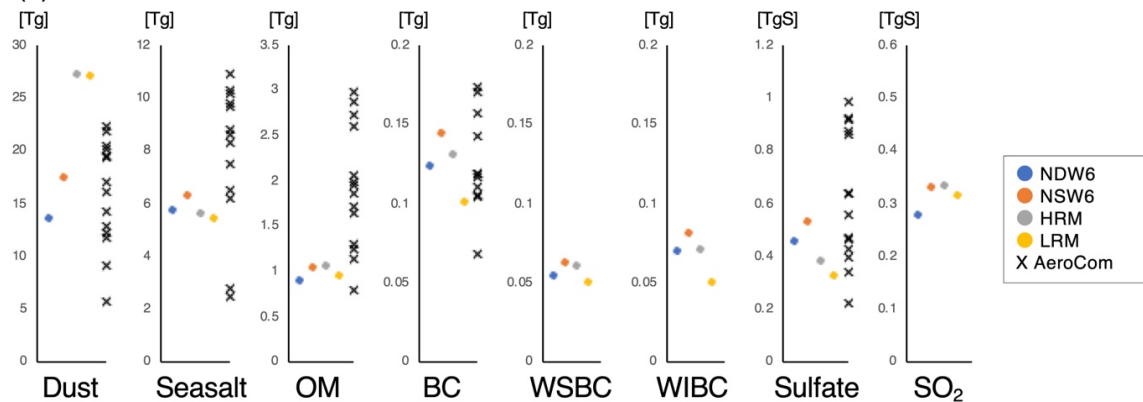 [Tg] [Tg] [Tg] [Tg] [Tg] [Tg] [TgS] [TgS]
30 12 3.5 0.2 0.2 0.2 1.2 0.6
25 10 3 0.15 0.15 0.15 1 0.5
20 8 2.5 0.1 0.1 0.1 0.8 0.4
15 6 2 0.05 0.05 0.05 0.6 0.3
10 4 1.5 0 0 0 0.4 0.2
5 2 1 0.2 0.1
0 0 0.5 0 0
0
Dust Seasalt OM BC WSBC WIBC Sulfate SO₂
NDW6
NSW6
HRM
LRM
X AeroCom